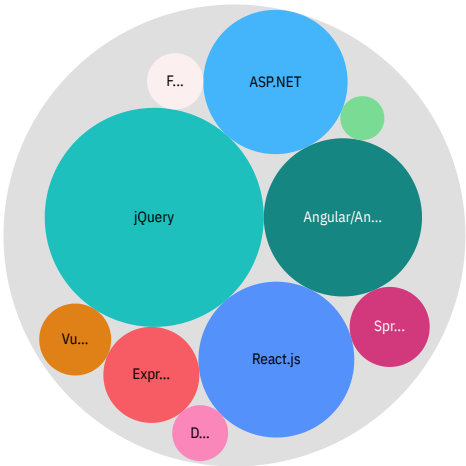 F...
ASP.NET
jQuery
Angular/An...
Vu...
Spr...
Expr...
React.js
D...